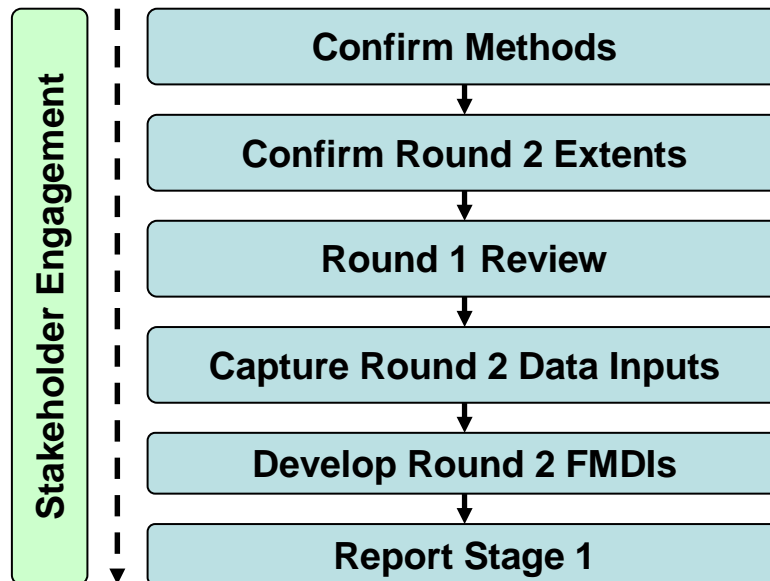 Stakeholder Engagement
Confirm Methods
Confirm Round 2 Extents
Round 1 Review
Capture Round 2 Data Inputs
Develop Round 2 FMDIs
Report Stage 1